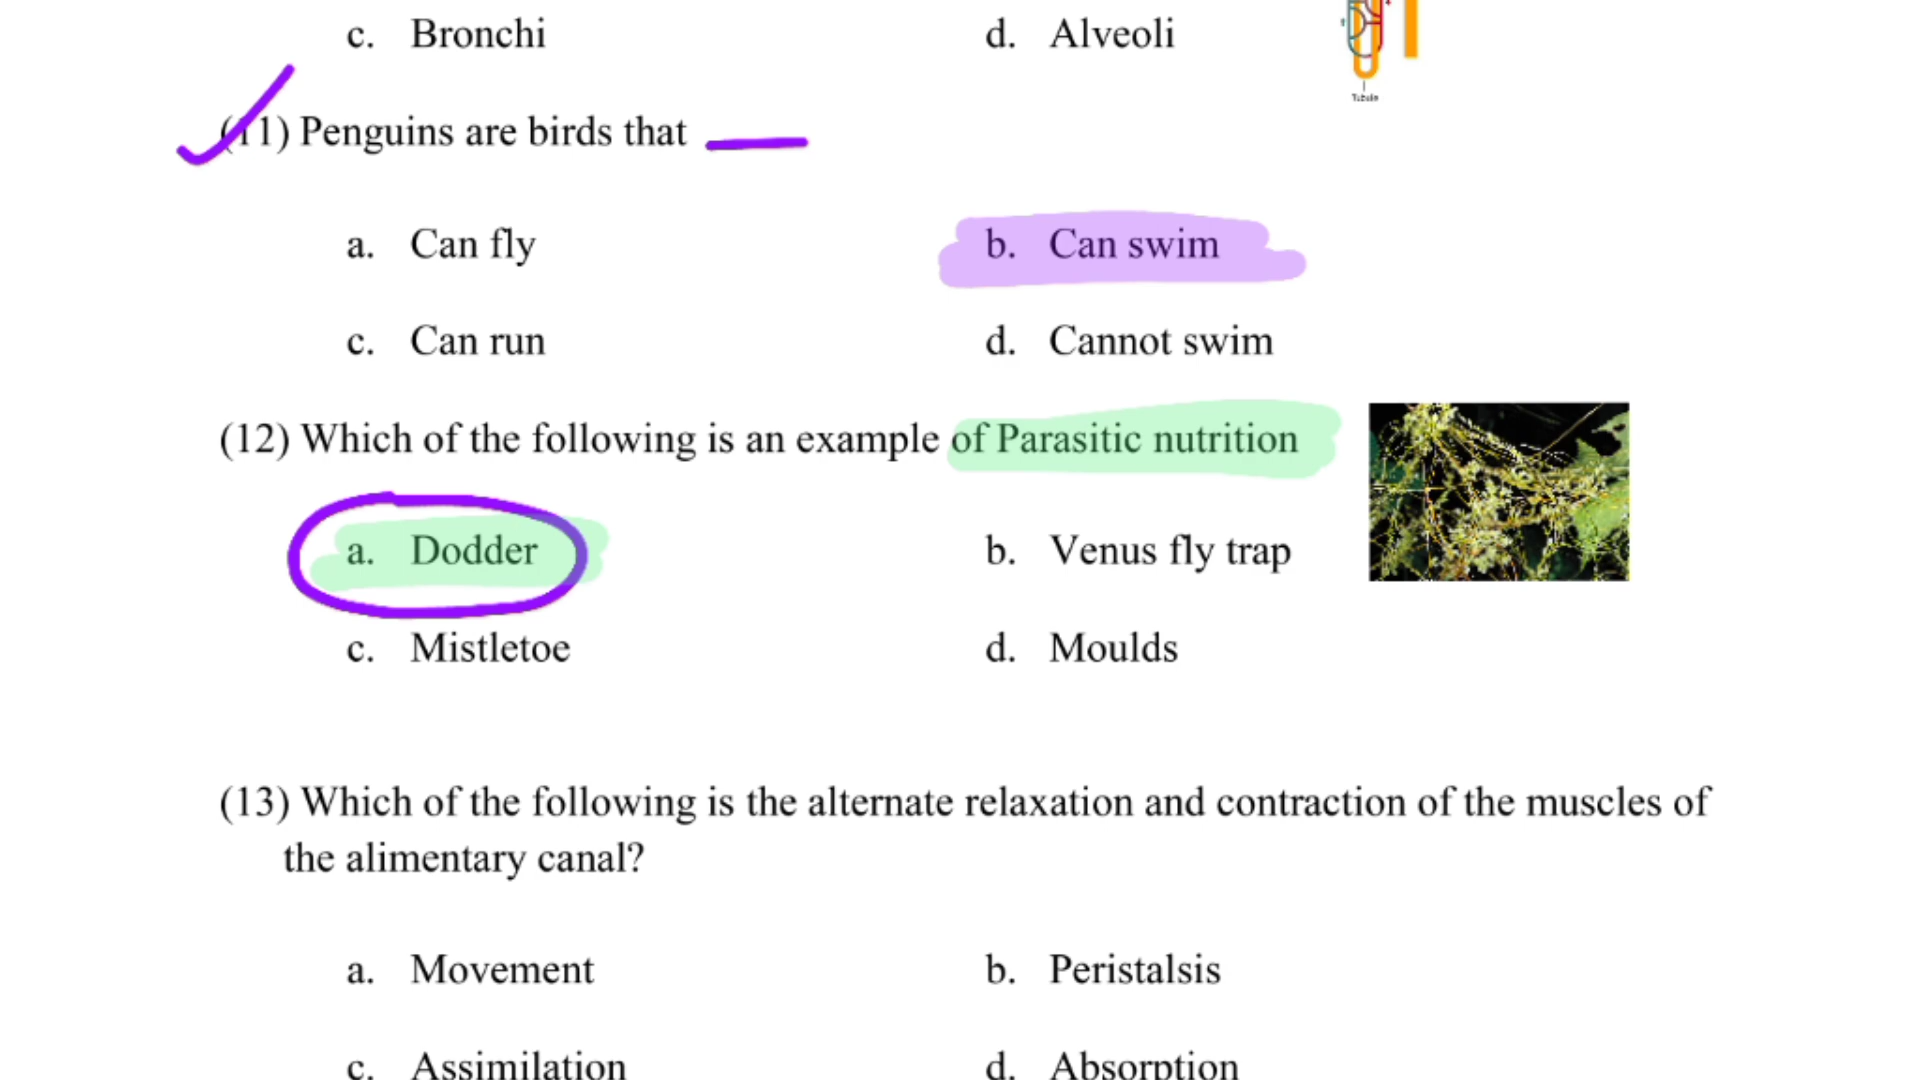 c. Bronchi d. Alveoli
Tubule
(11) Penguins are birds that
a. Can fly b. Can swim
c. Can run d. Cannot swim
(12) Which of the following is an example of Parasitic nutrition
a. Dodder b. Venus fly trap
c. Mistletoe d. Moulds
(13) Which of the following is the alternate relaxation and contraction of the muscles of
the alimentary canal?
a. Movement b. Peristalsis
c. Assimilation d. Absorption